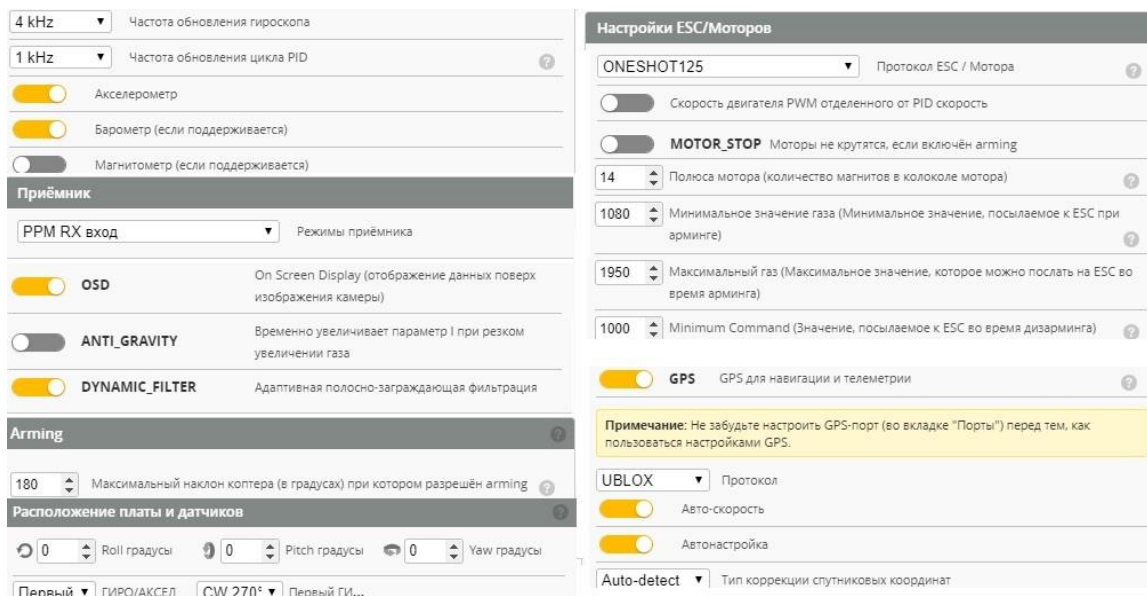 4 kHz Частота обновления гироскопа
1 kHz Частота обновления цикла PID
Акселерометр
Барометр (если поддерживается)
Магнитометр (если поддерживается)
Приёмник
PPM RX вход Режимы приёмника
OSD On Screen Display (отображение данных поверх
изображения камеры)
ANTI_GRAVITY Временно увеличивает параметр I при резком
увеличении газа
DYNAMIC_FILTER Адаптивная полосно-заграждающая фильтрация
Arming
180 Максимальный наклон коптера (в градусах) при котором разрешён arming
Расположение платы и датчиков
0 Roll градусы 0 Pitch градусы 0 Yaw градусы
Первый ГИРО/АКСЕЛ CW 270° Первый ГИ...
Настройки ESC/Моторов
ONESHOT125 Протокол ESC / Мотора
Скорость двигателя PWM отделенного от PID скорость
MOTOR_STOP Моторы не крутятся, если включён arming
14 Полюса мотора (количество магнитов в колоколе мотора)
1080 Минимальное значение газа (Минимальное значение, посылаемое к ESC при
арминге)
1950 Максимальный газ (Максимальное значение, которое можно послать на ESC во
время арминга)
1000 Minimum Command (Значение, посылаемое к ESC во время дизарминга)
GPS GPS для навигации и телеметрии
Примечание: Не забудьте настроить GPS-порт (во вкладке "Порты") перед тем, как
пользоваться настройками GPS.
UBLOX Протокол
Авто-скорость
Автонастройка
Auto-detect Тип коррекции спутниковых координат